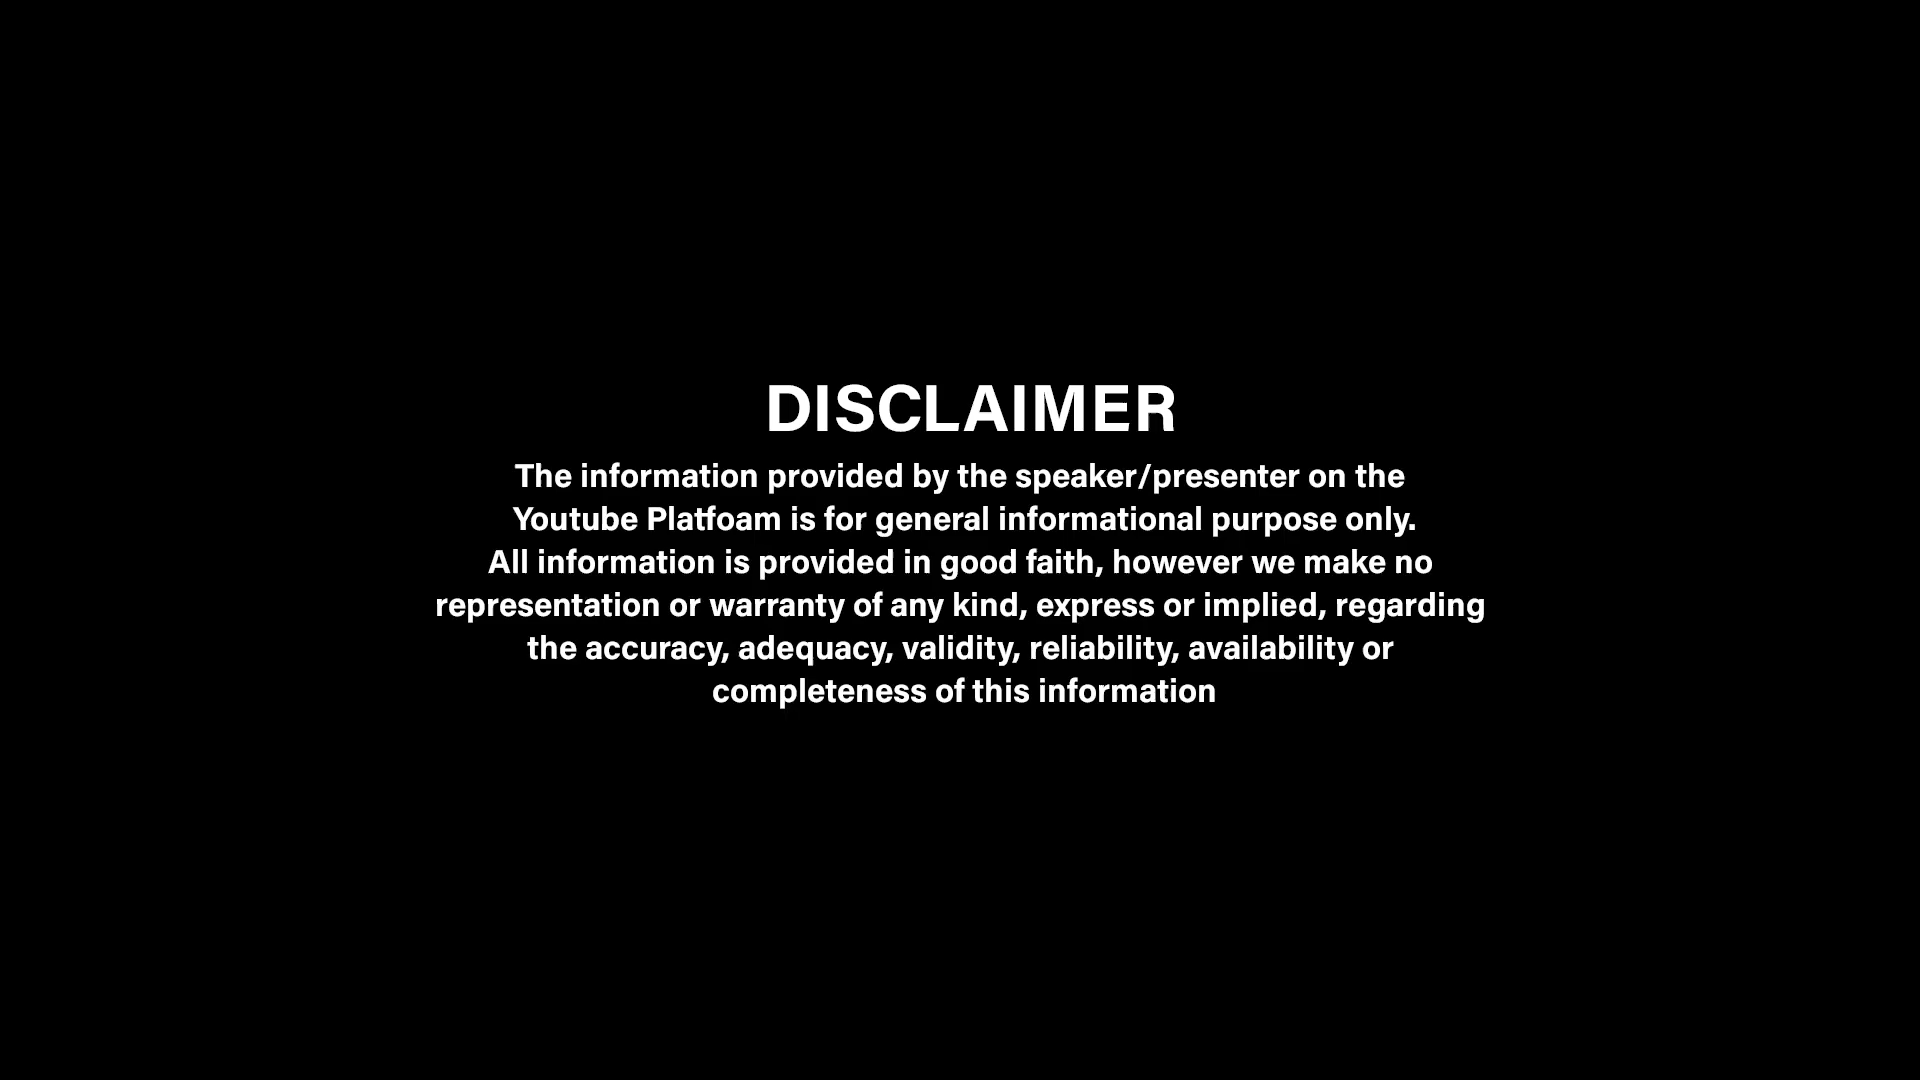 DISCLAIMER
The information provided by the speaker/presenter on the
Youtube Platfoam is for general informational purpose only.
All information is provided in good faith, however we make no
representation or warranty of any kind, express or implied, regarding
the accuracy, adequacy, validity, reliability, availability or
completeness of this information